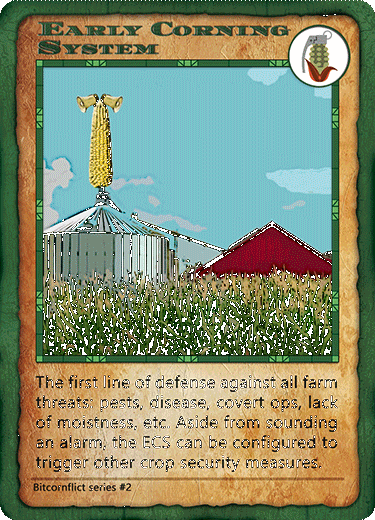 Early Corning
System
The first line of defense against all farm
threats: pests, disease, covert ops, lack
of moistness, etc. Aside from sounding
an alarm, the ECS can be configured to
trigger other crop security measures.
Bitcornflict series #2